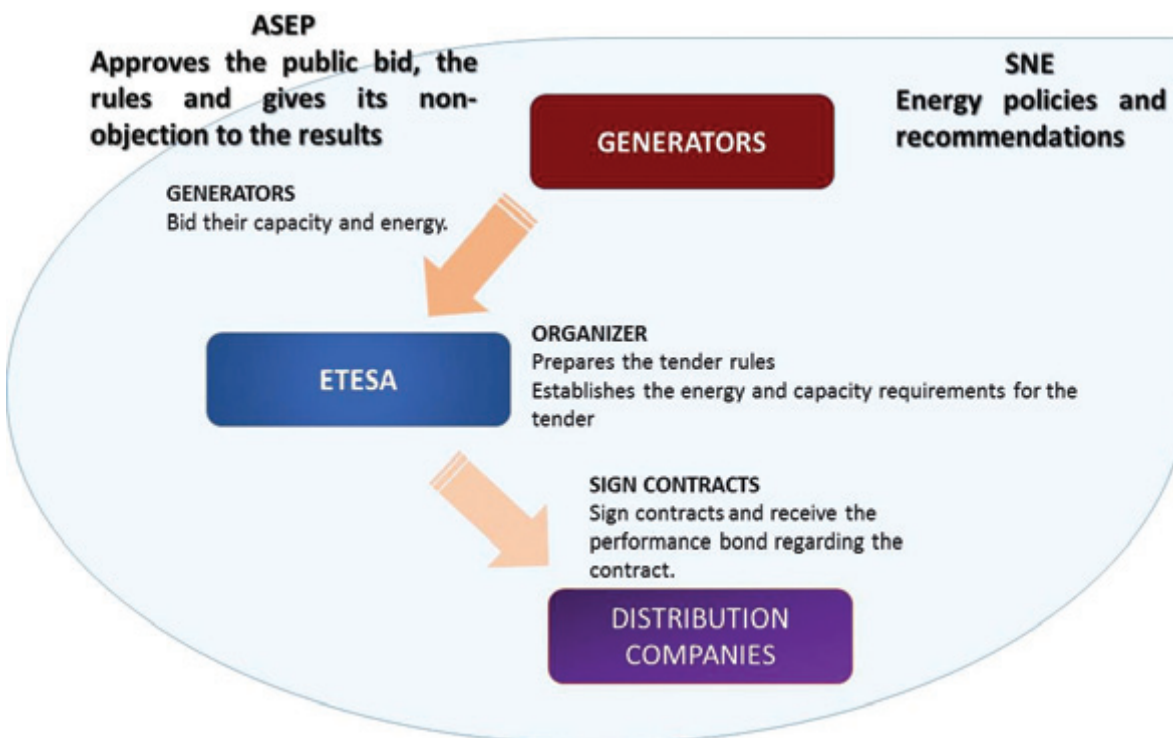 ASEP
Approves the public bid, the
rules and gives its non-
objection to the results
SNE
Energy policies and
recommendations
GENERATORS
GENERATORS
Bid their capacity and energy.
ETESA
ORGANIZER
Prepares the tender rules
Establishes the energy and capacity requirements for the
tender
SIGN CONTRACTS
Sign contracts and receive the
performance bond regarding the
contract.
DISTRIBUTION
COMPANIES